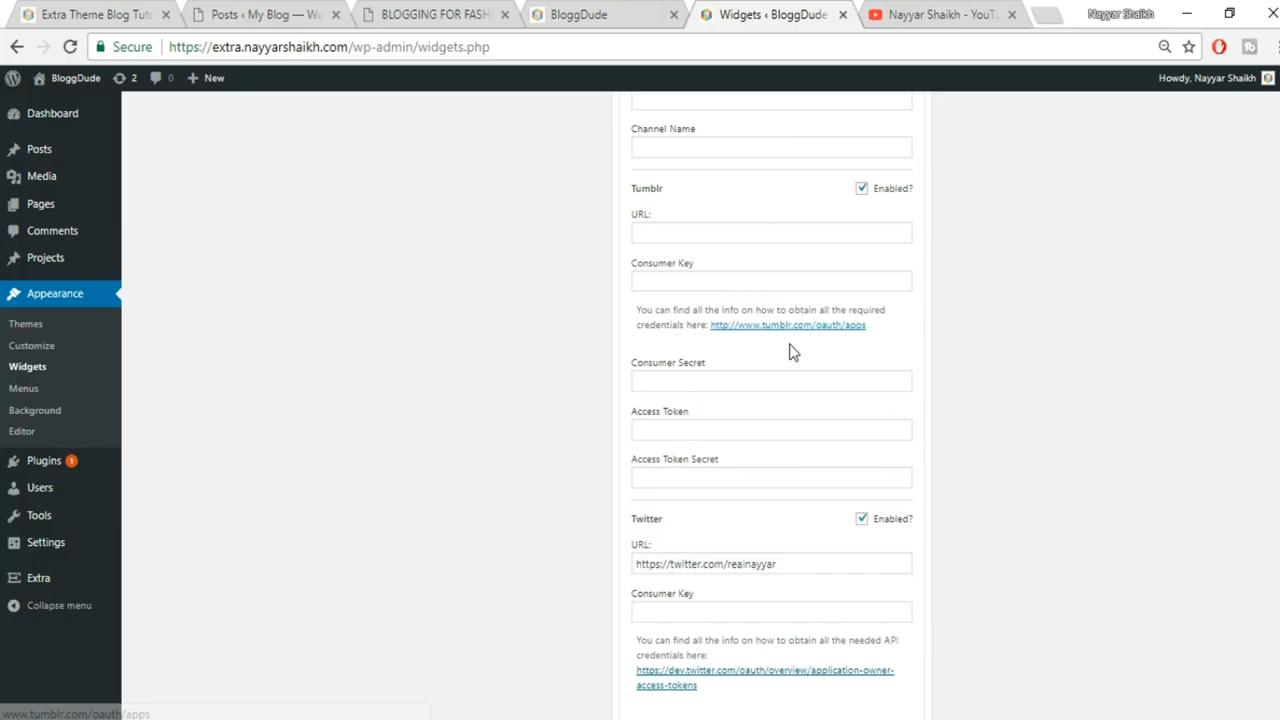 Extra Theme Blog Tuto
Posts ‹ My Blog — Wo
BLOGGING FOR FASH
BloggDude
Widgets ‹ BloggDude
Nayyar Shaikh - YouTu
Nayyar Shaikh
Secure
https://extra.nayyarshaikh.com/wp-admin/widgets.php
BloggDude
2
0
New
Howdy, Nayyar Shaikh
Dashboard
Posts
Media
Pages
Comments
Projects
Appearance
Themes
Customize
Widgets
Menus
Background
Editor
Plugins 1
Users
Tools
Settings
Extra
Collapse menu
Channel Name
Tumblr
Enabled?
URL:
Consumer Key
You can find all the info on how to obtain all the required
credentials here: http://www.tumblr.com/oauth/apps
Consumer Secret
Access Token
Access Token Secret
Twitter
Enabled?
URL:
https://twitter.com/realnayyar
Consumer Key
You can find all the info on how to obtain all the needed API
credentials here:
https://dev.twitter.com/oauth/overview/application-owner-
access-tokens
www.tumblr.com/oauth/apps